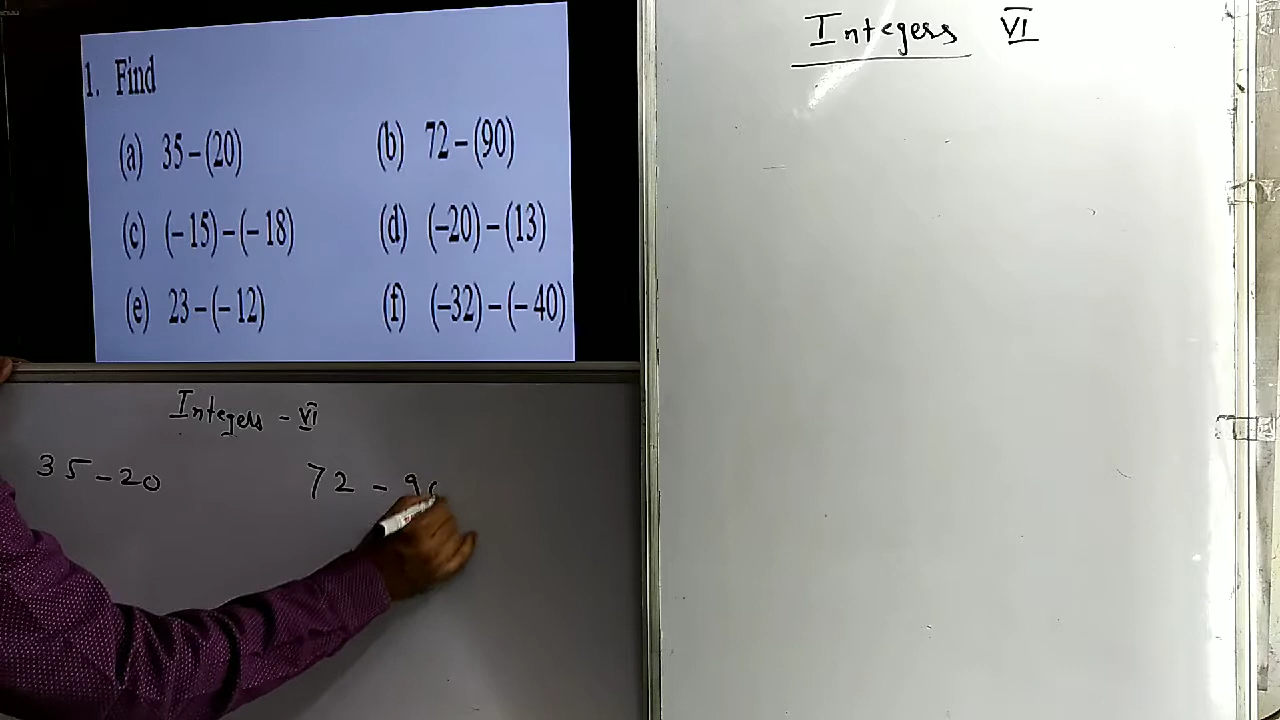 1. Find
(a) 35 – (20) (b) 72 – (90)
(c) (– 15) – (– 18) (d) (–20) – (13)
(e) 23 – (– 12) (f) (–32) – (– 40)
Integers - VI
35 - 20 72 - 90
Integers VI